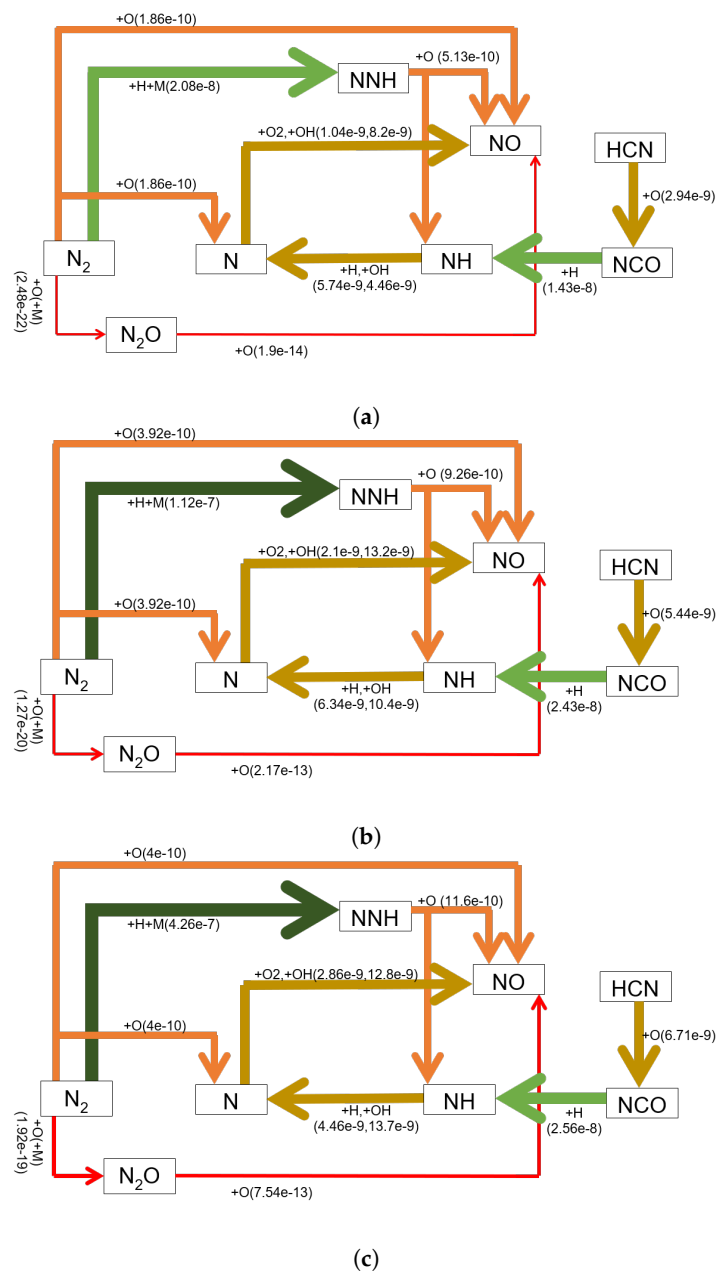 +O(1.86e-10)
+O (5.13e-10)
NNH
+H+M(2.08e-8)
+O2,+OH(1.04e-9,8.2e-9)
NO
HCN
+O(1.86e-10)
+O(2.94e-9)
N₂
N
+H,+OH
(5.74e-9,4.46e-9)
NH
+H
(1.43e-8)
NCO
+O(+M)
(2.48e-22)
N₂O
+O(1.9e-14)
(a)
+O(3.92e-10)
+O (9.26e-10)
NNH
+H+M(1.12e-7)
+O2,+OH(2.1e-9,13.2e-9)
NO
HCN
+O(3.92e-10)
+O(5.44e-9)
N₂
N
+H,+OH
(6.34e-9,10.4e-9)
NH
+H
(2.43e-8)
NCO
+O(+M)
(1.27e-20)
N₂O
+O(2.17e-13)
(b)
+O(4e-10)
+O (11.6e-10)
NNH
+H+M(4.26e-7)
+O2,+OH(2.86e-9,12.8e-9)
NO
HCN
+O(4e-10)
+O(6.71e-9)
N₂
N
+H,+OH
(4.46e-9,13.7e-9)
NH
+H
(2.56e-8)
NCO
+O(+M)
(1.92e-19)
N₂O
+O(7.54e-13)
(c)